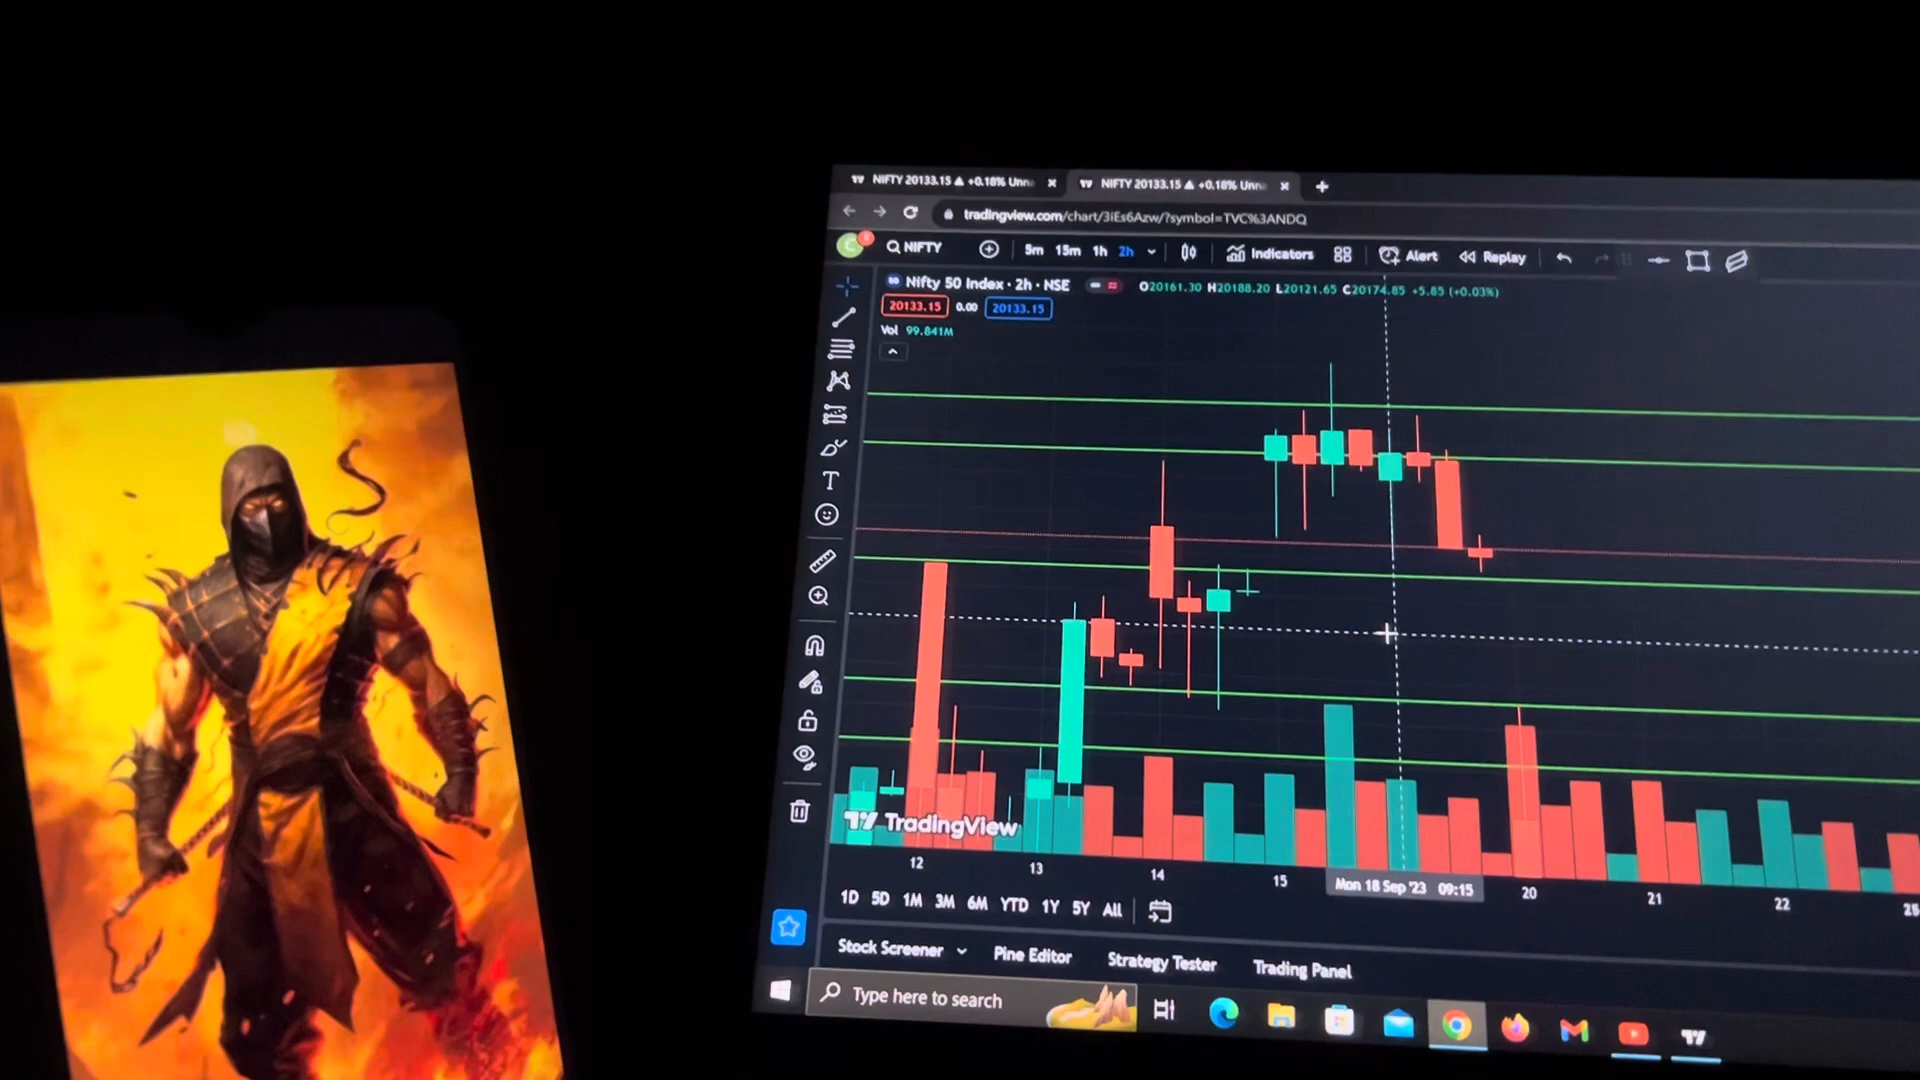 NIFTY 20133.15 ▲ +0.18% Unn
NIFTY 20133.15 ▲ +0.18% Unn
tradingview.com/chart/3iEs6Azw/?symbol=TVC%3ANDQ
C
NIFTY 5m 15m 1h 2h Indicators Alert Replay
50 Nifty 50 Index · 2h · NSE O20161.30 H20188.20 L20121.65 C20174.85 +5.85 (+0.03%)
20133.15 0.00 20133.15
Vol 99.841M
TradingView
12 13 14 15 Mon 18 Sep '23 09:15 20 21 22 25
1D 5D 1M 3M 6M YTD 1Y 5Y All
Stock Screener Pine Editor Strategy Tester Trading Panel
Type here to search